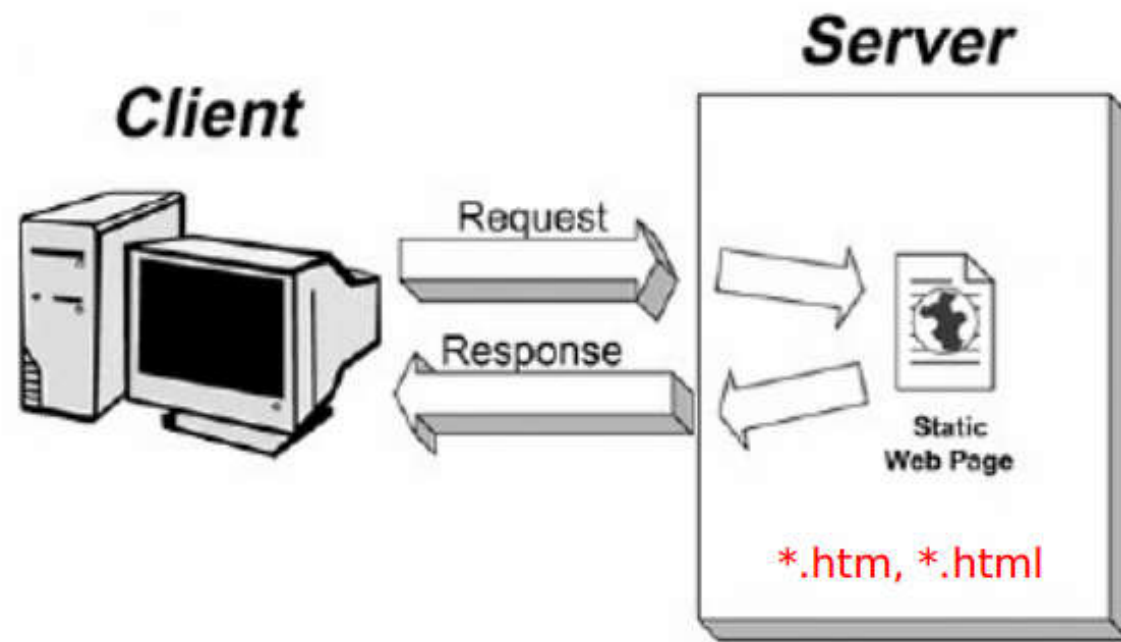 Server
Client
Request
Response
Static
Web Page
*.htm, *.html